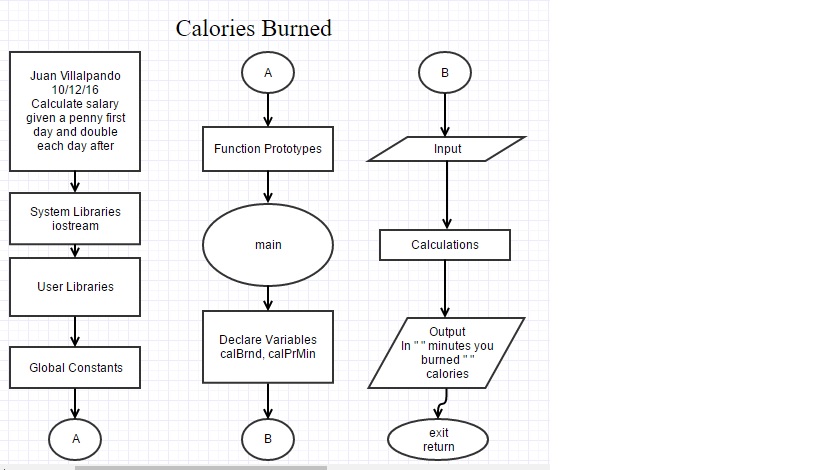 Calories Burned
Juan Villalpando
10/12/16
Calculate salary
given a penny first
day and double
each day after
System Libraries
iostream
User Libraries
Global Constants
A
A
Function Prototypes
main
Declare Variables
calBrnd, calPrMin
B
B
Input
Calculations
Output
In " " minutes you
burned " "
calories
exit
return